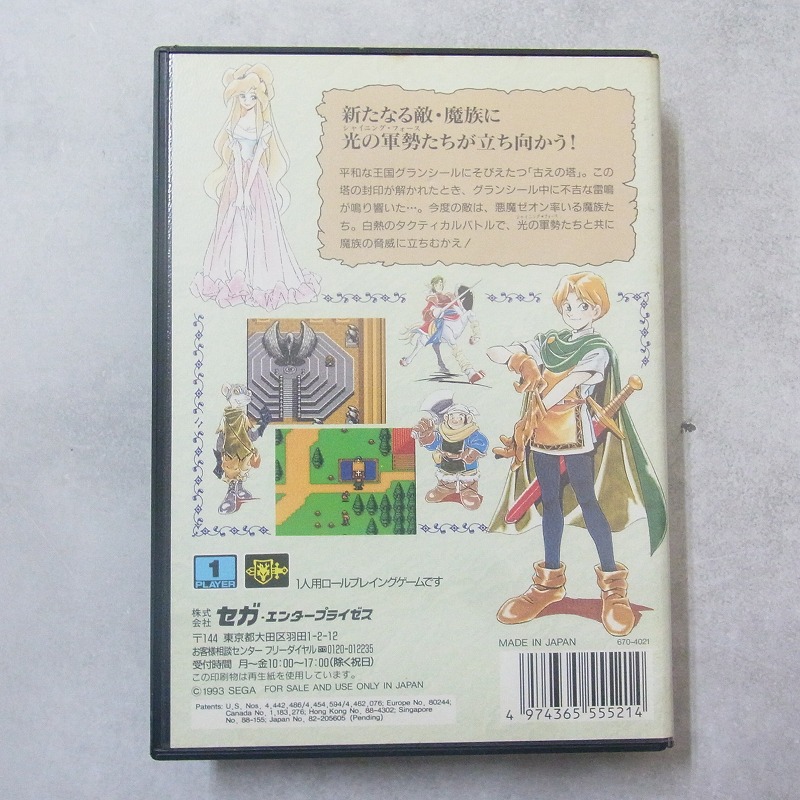 新たなる敵・魔族に
シャイニング・フォース
光の軍勢たちが立ち向かう!
平和な王国グランシールにそびえたつ「古えの塔」。この
塔の封印が解かれたとき、グランシール中に不吉な雷鳴
が鳴り響いた…。今度の敵は、悪魔ゼオン率いる魔族た
シャイニング・フォース
ち。白熱のタクティカルバトルで、光の軍勢たちと共に
魔族の脅威に立ちむかえ!
1
PLAYER
1人用ロールプレイングゲームです
株式会社 セガ・エンタープライゼス
〒144 東京都大田区羽田1-2-12
お客様相談センター フリーダイヤル 0120-012235
受付時間 月〜金10:00〜17:00(除く祝日)
この印刷物は再生紙を使用しています。
©1993 SEGA FOR SALE AND USE ONLY IN JAPAN
Patents: U.S. Nos. 4,442,486/4,454,594/4,462,076; Europe No. 80244;
Canada No. 1,183,276; Hong Kong No. 88-4302; Singapore
No. 88-155; Japan No. 82-205605 (Pending)
MADE IN JAPAN
670-4021
4 974365 555214